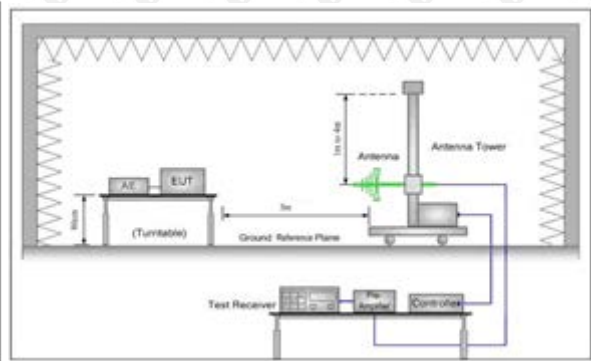 1m to 4m
Antenna
Antenna Tower
AE
EUT
80cm
(Turntable)
3m
Ground Reference Plane
Test Receiver
Pre-
Amplifier
Controller